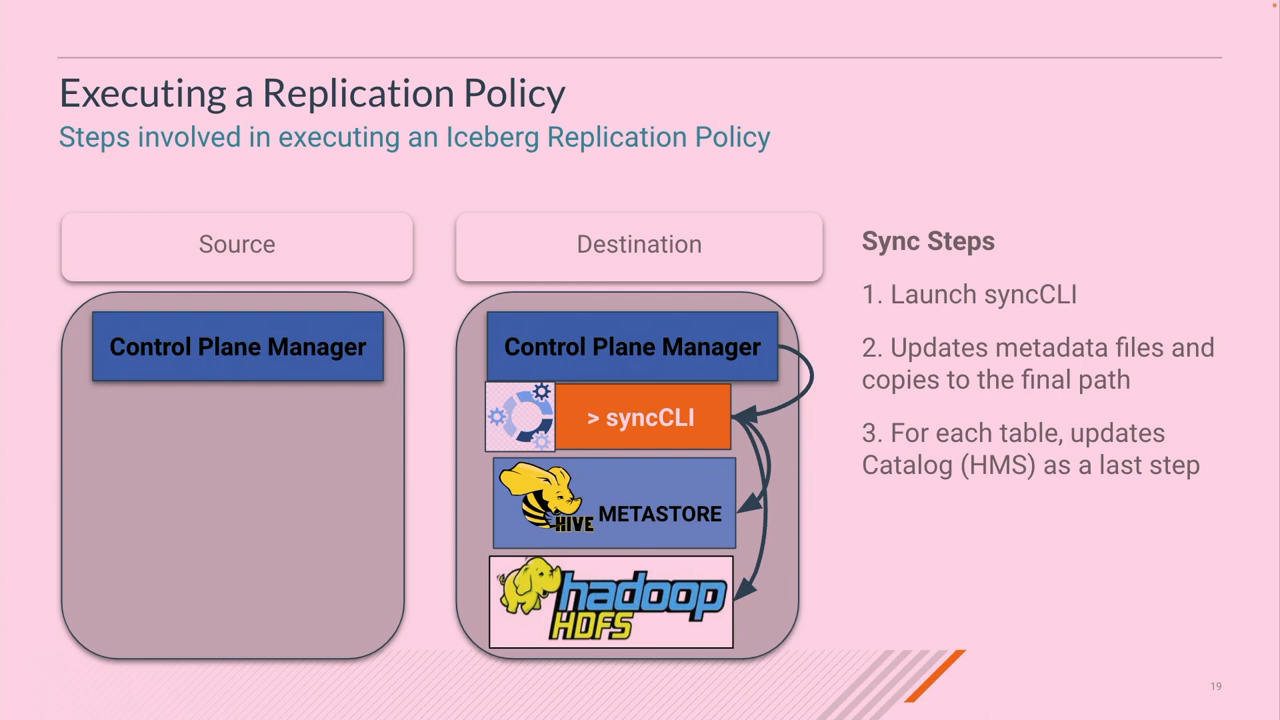 Executing a Replication Policy
Steps involved in executing an Iceberg Replication Policy
Source
Control Plane Manager
Destination
Control Plane Manager
> syncCLI
HIVE METASTORE
hadoop
HDFS
Sync Steps
1. Launch syncCLI
2. Updates metadata files and
copies to the final path
3. For each table, updates
Catalog (HMS) as a last step
19